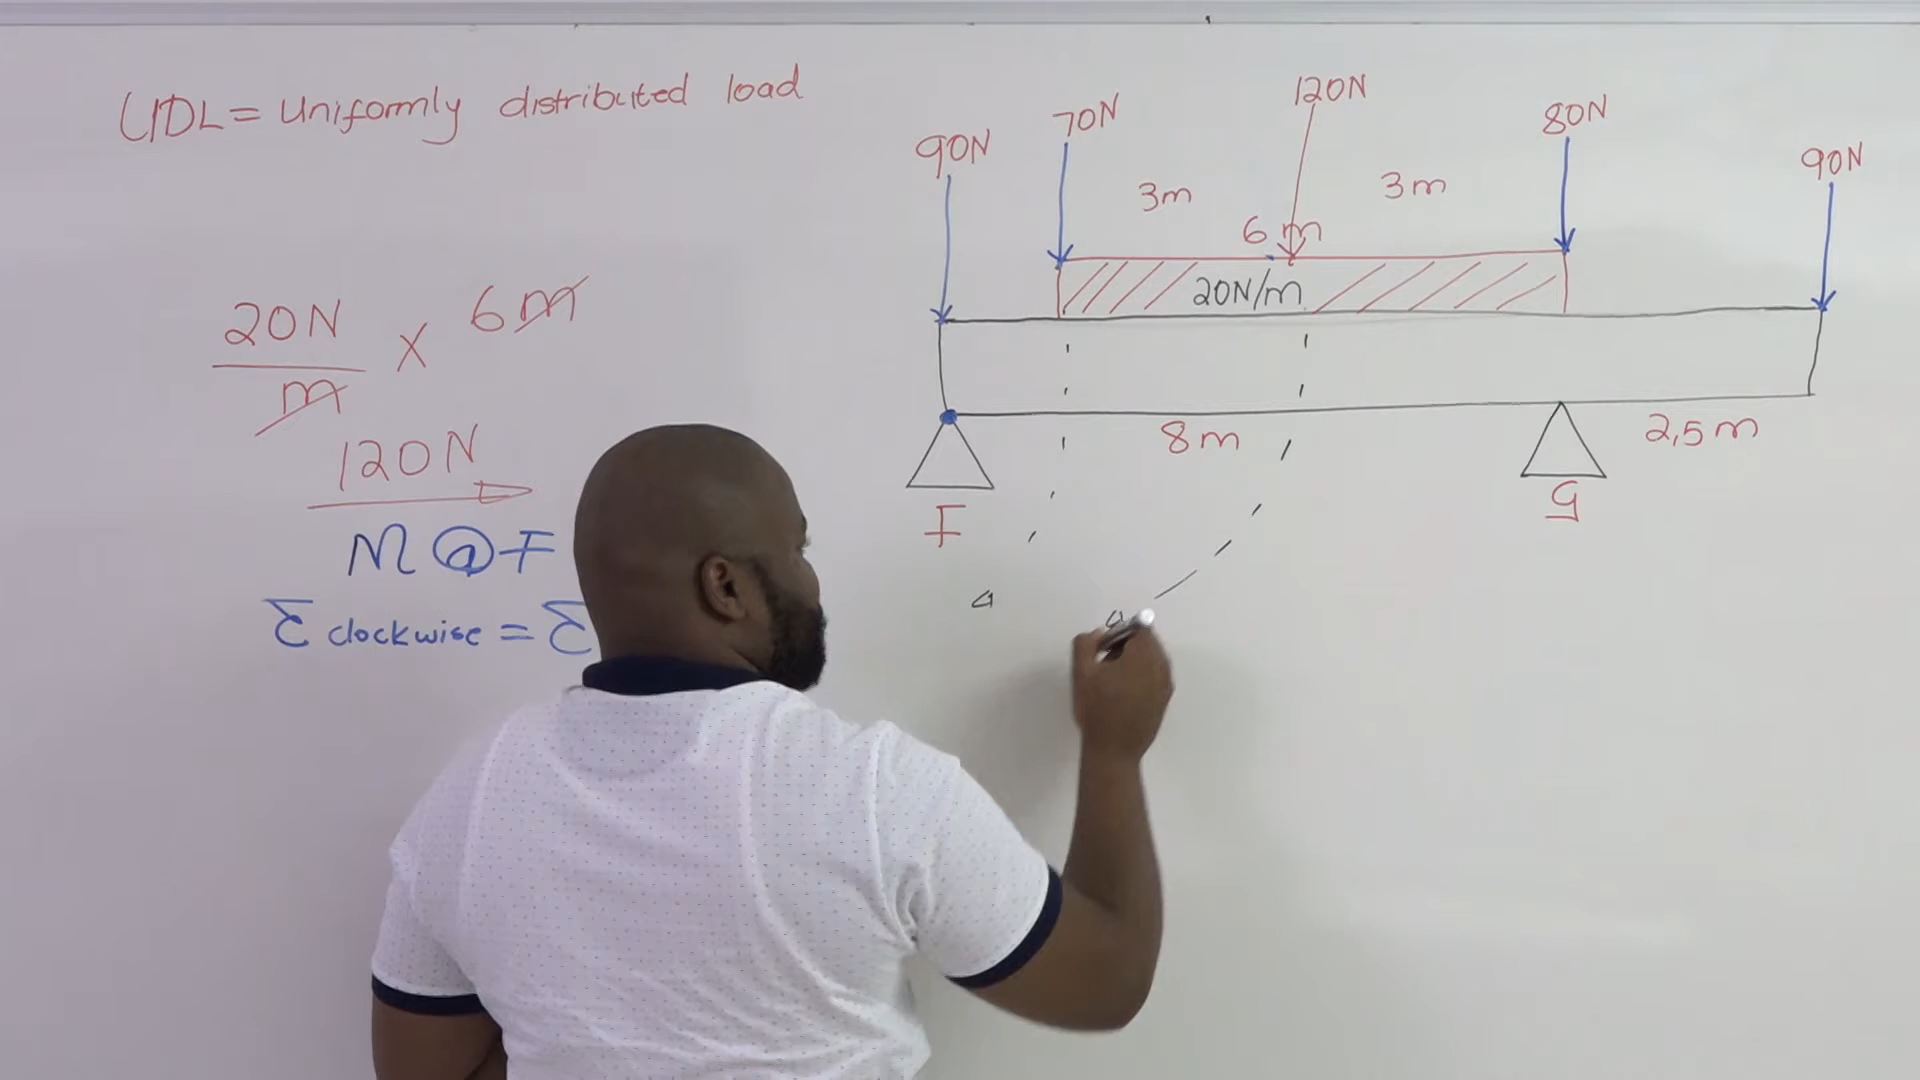 UDL = Uniformly distributed load
20N
m
× 6m
120N
M @ F
Σ clockwise = Σ
90N
70N
120N
80N
90N
3m
3m
6 m
20N/m
8m
2,5m
F
G